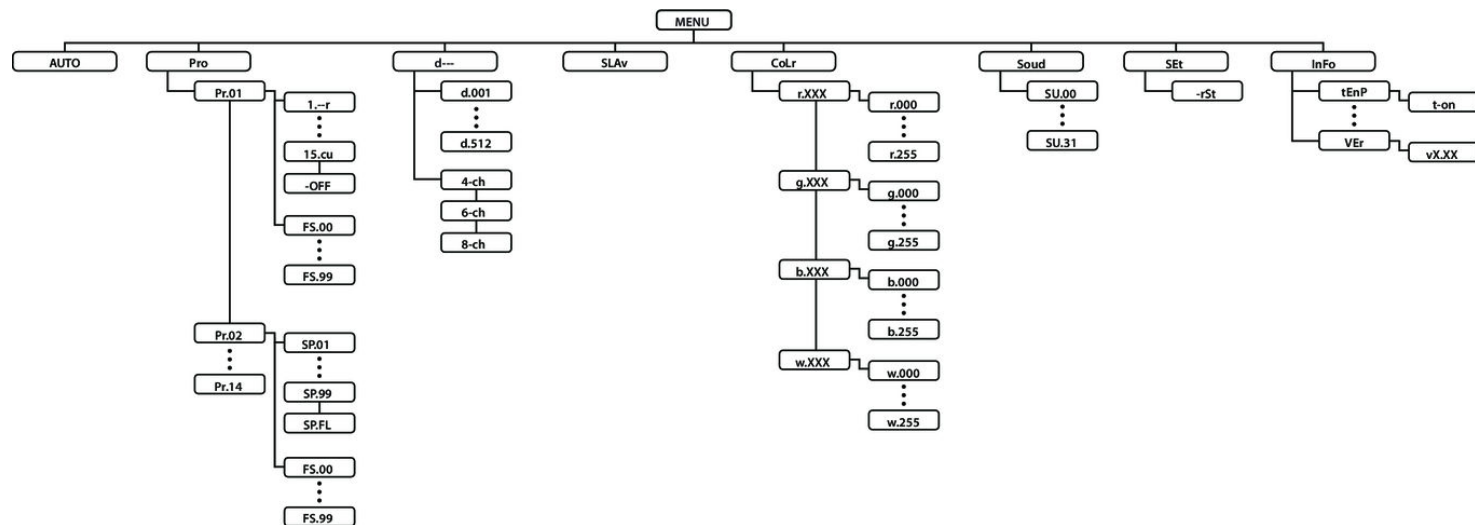 MENU
AUTO
Pro
d---
SLAv
CoLr
Soud
SEt
InFo
Pr.01
1.--r
15.cu
-OFF
FS.00
FS.99
Pr.02
Pr.14
SP.01
SP.99
SP.FL
FS.00
FS.99
d.001
d.512
4-ch
6-ch
8-ch
r.XXX
r.000
r.255
g.XXX
g.000
g.255
b.XXX
b.000
b.255
w.XXX
w.000
w.255
SU.00
SU.31
-rSt
tEnP
t-on
VEr
vX.XX